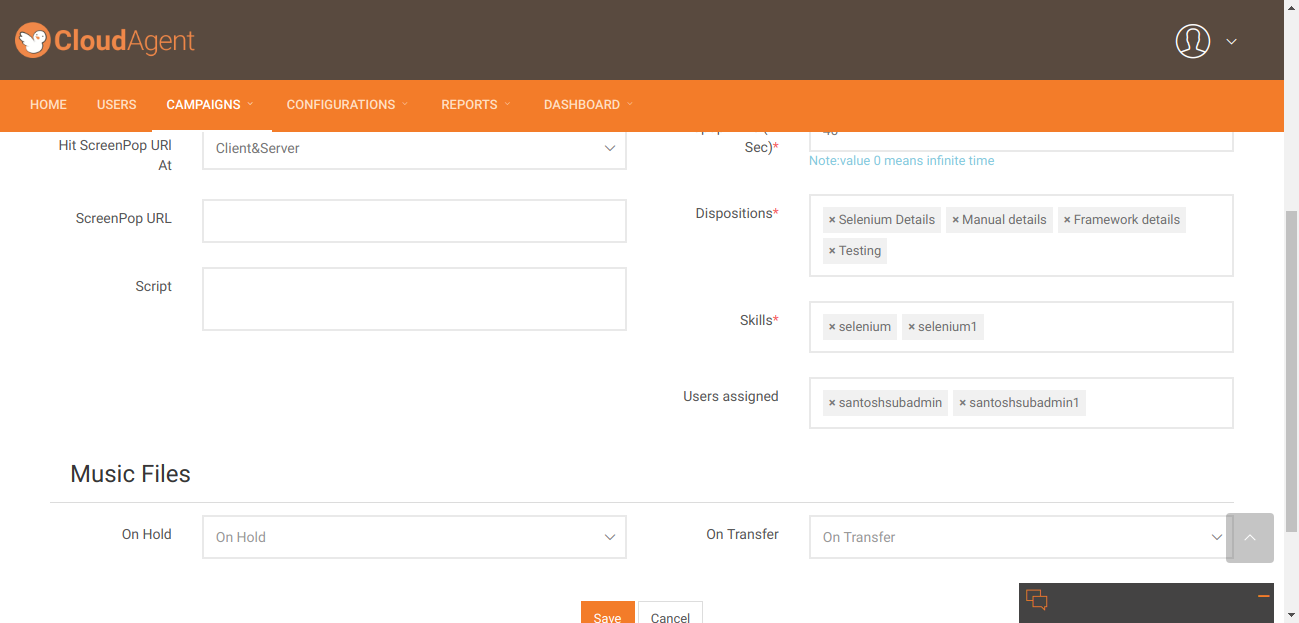 CloudAgent
HOME USERS CAMPAIGNS CONFIGURATIONS REPORTS DASHBOARD
Hit ScreenPop URl
At
Client&Server
Sec)*
Note:value 0 means infinite time
ScreenPop URL
Dispositions*
× Selenium Details × Manual details × Framework details
× Testing
Script
Skills*
× selenium × selenium1
Users assigned
× santoshsubadmin × santoshsubadmin1
Music Files
On Hold
On Hold
On Transfer
On Transfer
Save Cancel